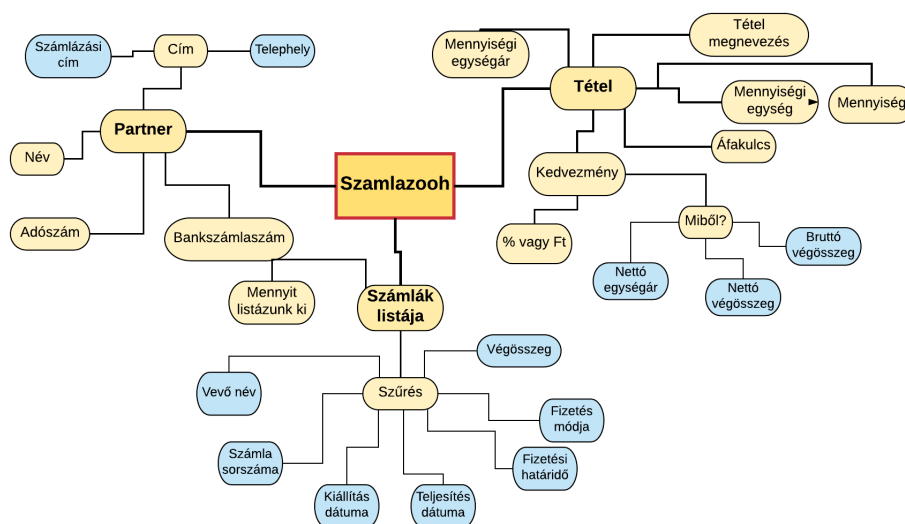 Tétel
megnevezés
Mennyiségi
egységár
Számlázási
cím
Cím
Telephely
Tétel
Mennyiségi
egység
Mennyiség
Partner
Áfakulcs
Név
Kedvezmény
Szamlazooh
Miből?
Adószám
Bankszámlaszám
% vagy Ft
Bruttó
végösszeg
Nettó
egységár
Nettó
végösszeg
Mennyit
listázunk ki
Számlák
listája
Végösszeg
Vevő név
Szűrés
Fizetés
módja
Számla
sorszáma
Fizetési
határidő
Kiállítás
dátuma
Teljesítés
dátuma